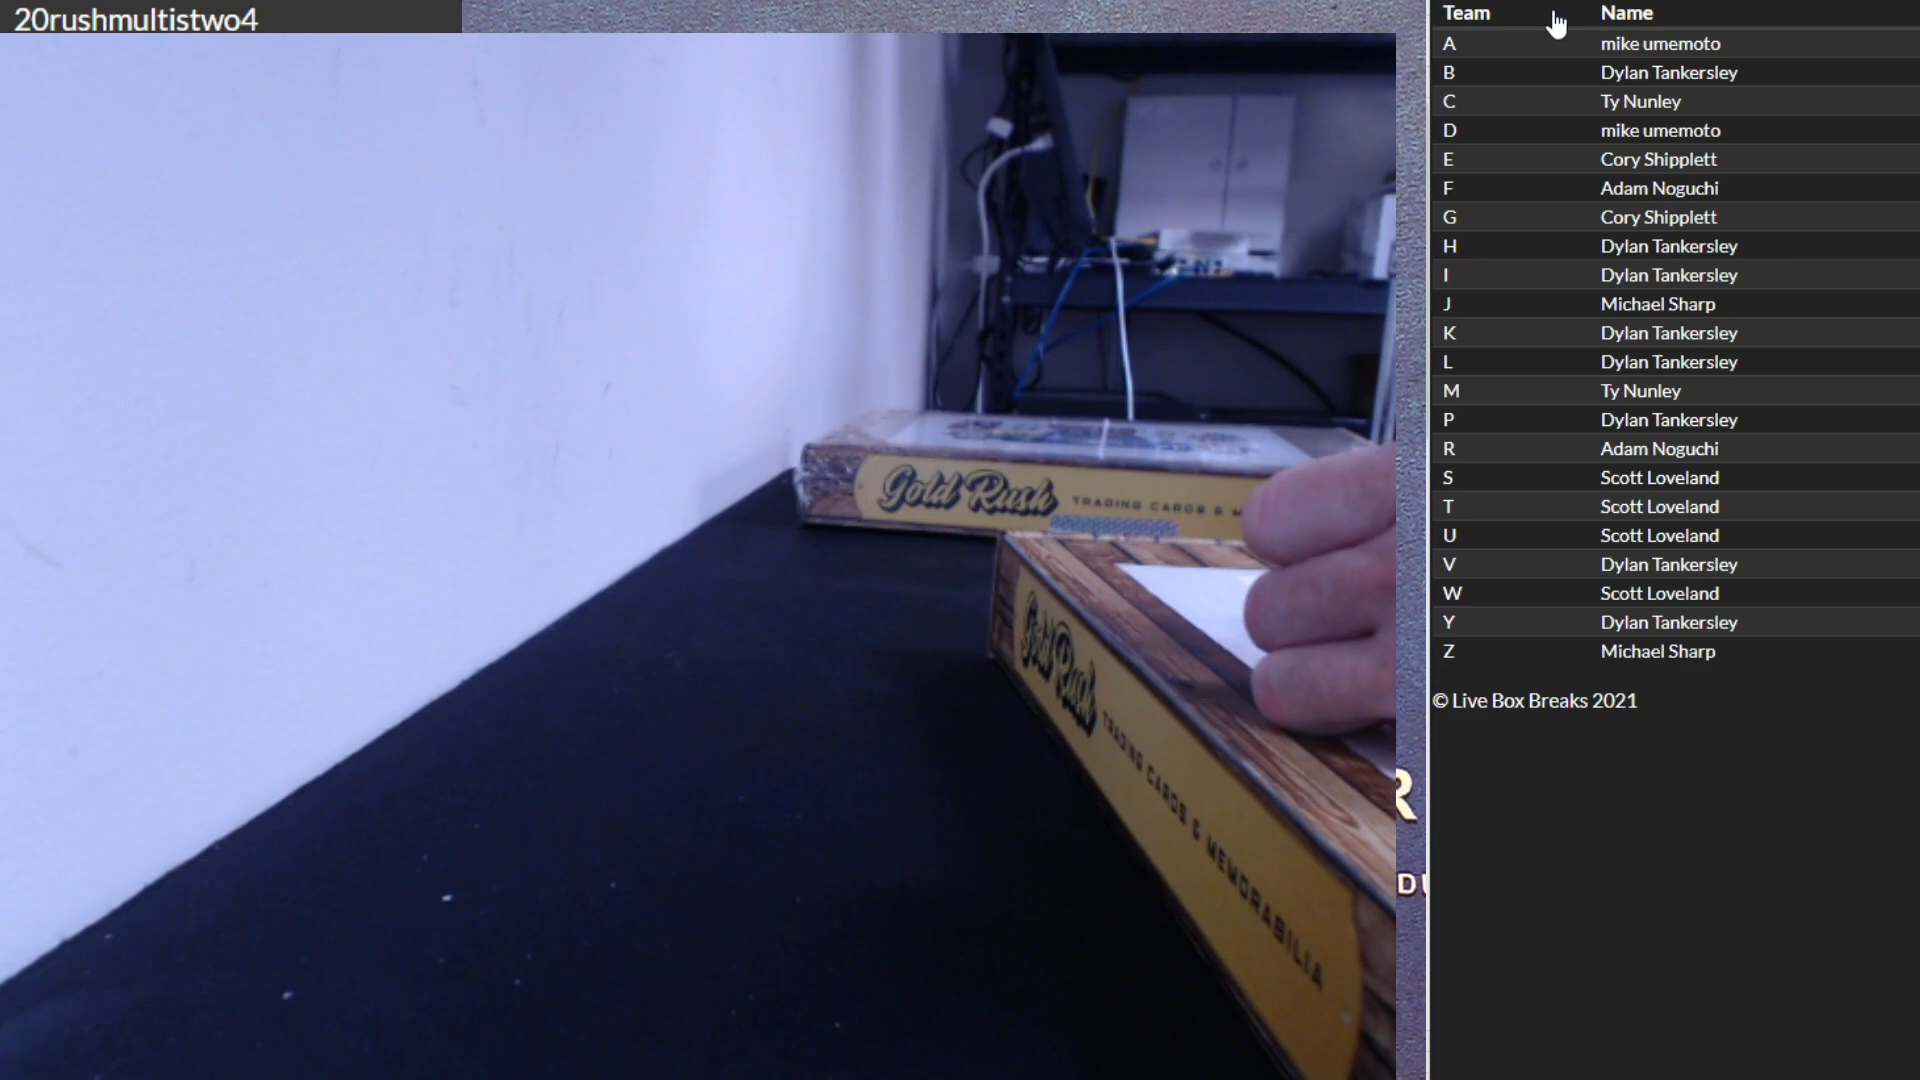 20rushmultistwo4
Team Name
A mike umemoto
B Dylan Tankersley
C Ty Nunley
D mike umemoto
E Cory Shipplett
F Adam Noguchi
G Cory Shipplett
H Dylan Tankersley
I Dylan Tankersley
J Michael Sharp
K Dylan Tankersley
L Dylan Tankersley
M Ty Nunley
P Dylan Tankersley
R Adam Noguchi
S Scott Loveland
T Scott Loveland
U Scott Loveland
V Dylan Tankersley
W Scott Loveland
Y Dylan Tankersley
Z Michael Sharp
© Live Box Breaks 2021
Gold Rush TRADING CARDS &
Gold Rush TRADING CARDS & MEMORABILIA
R
DU